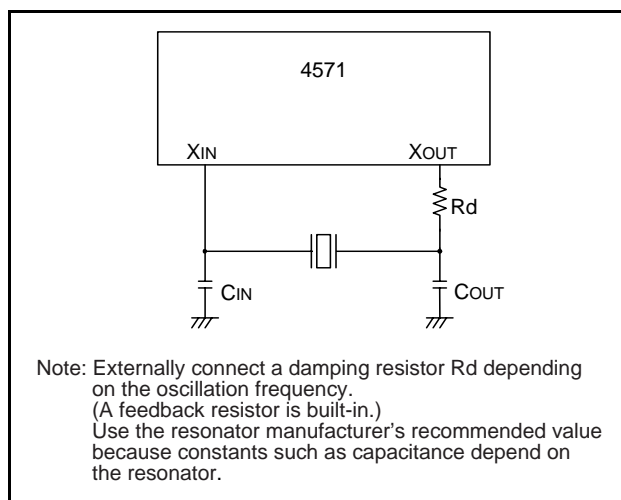 4571
XIN XOUT
Rd
CIN COUT
Note: Externally connect a damping resistor Rd depending
on the oscillation frequency.
(A feedback resistor is built-in.)
Use the resonator manufacturer’s recommended value
because constants such as capacitance depend on
the resonator.